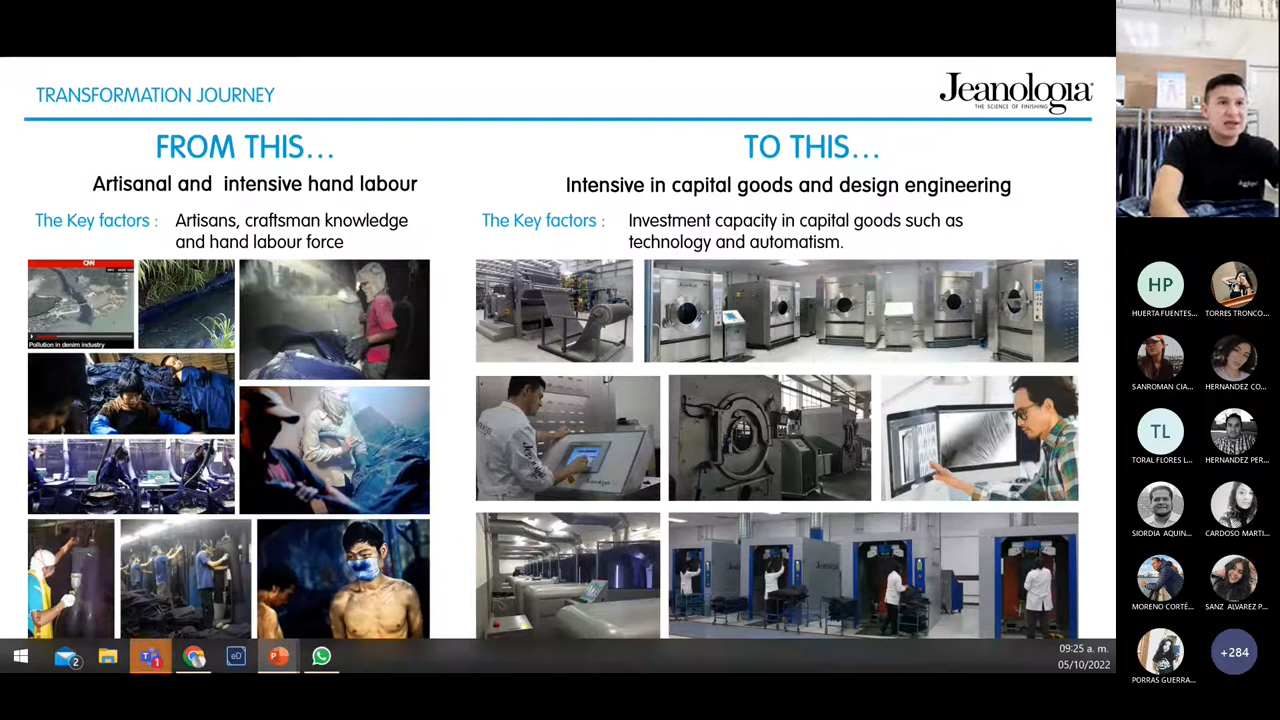 TRANSFORMATION JOURNEY
Jeanologia
THE SCIENCE OF FINISHING
FROM THIS...
Artisanal and intensive hand labour
The Key factors : Artisans, craftsman knowledge
and hand labour force
TO THIS...
Intensive in capital goods and design engineering
The Key factors : Investment capacity in capital goods such as
technology and automatism.
CNN
Pollution in denim industry
HP
HUERTA FUENTES...
TORRES TRONCO...
SANROMAN CIA...
HERNANDEZ CO...
TL
TORAL FLORES L...
HERNANDEZ PER...
SIORDIA AQUIN...
CARDOSO MARTI...
MORENO CORTÉ...
SANZ ALVAREZ P...
PORRAS GUERRA...
+284
2
1
eD
09:25 a. m.
05/10/2022